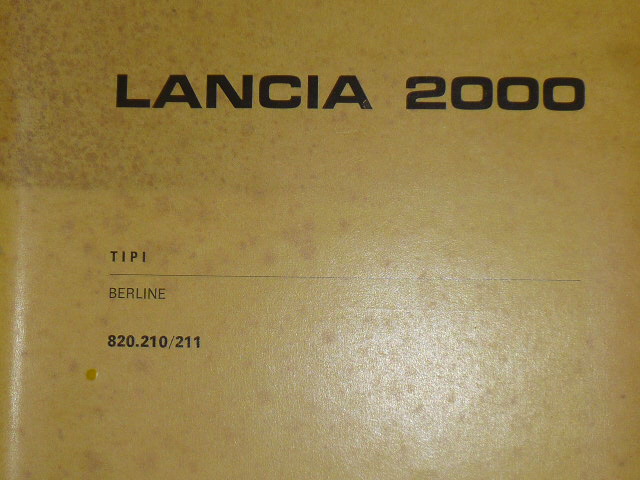 LANCIA 2000
TIPI
BERLINE
820.210/211